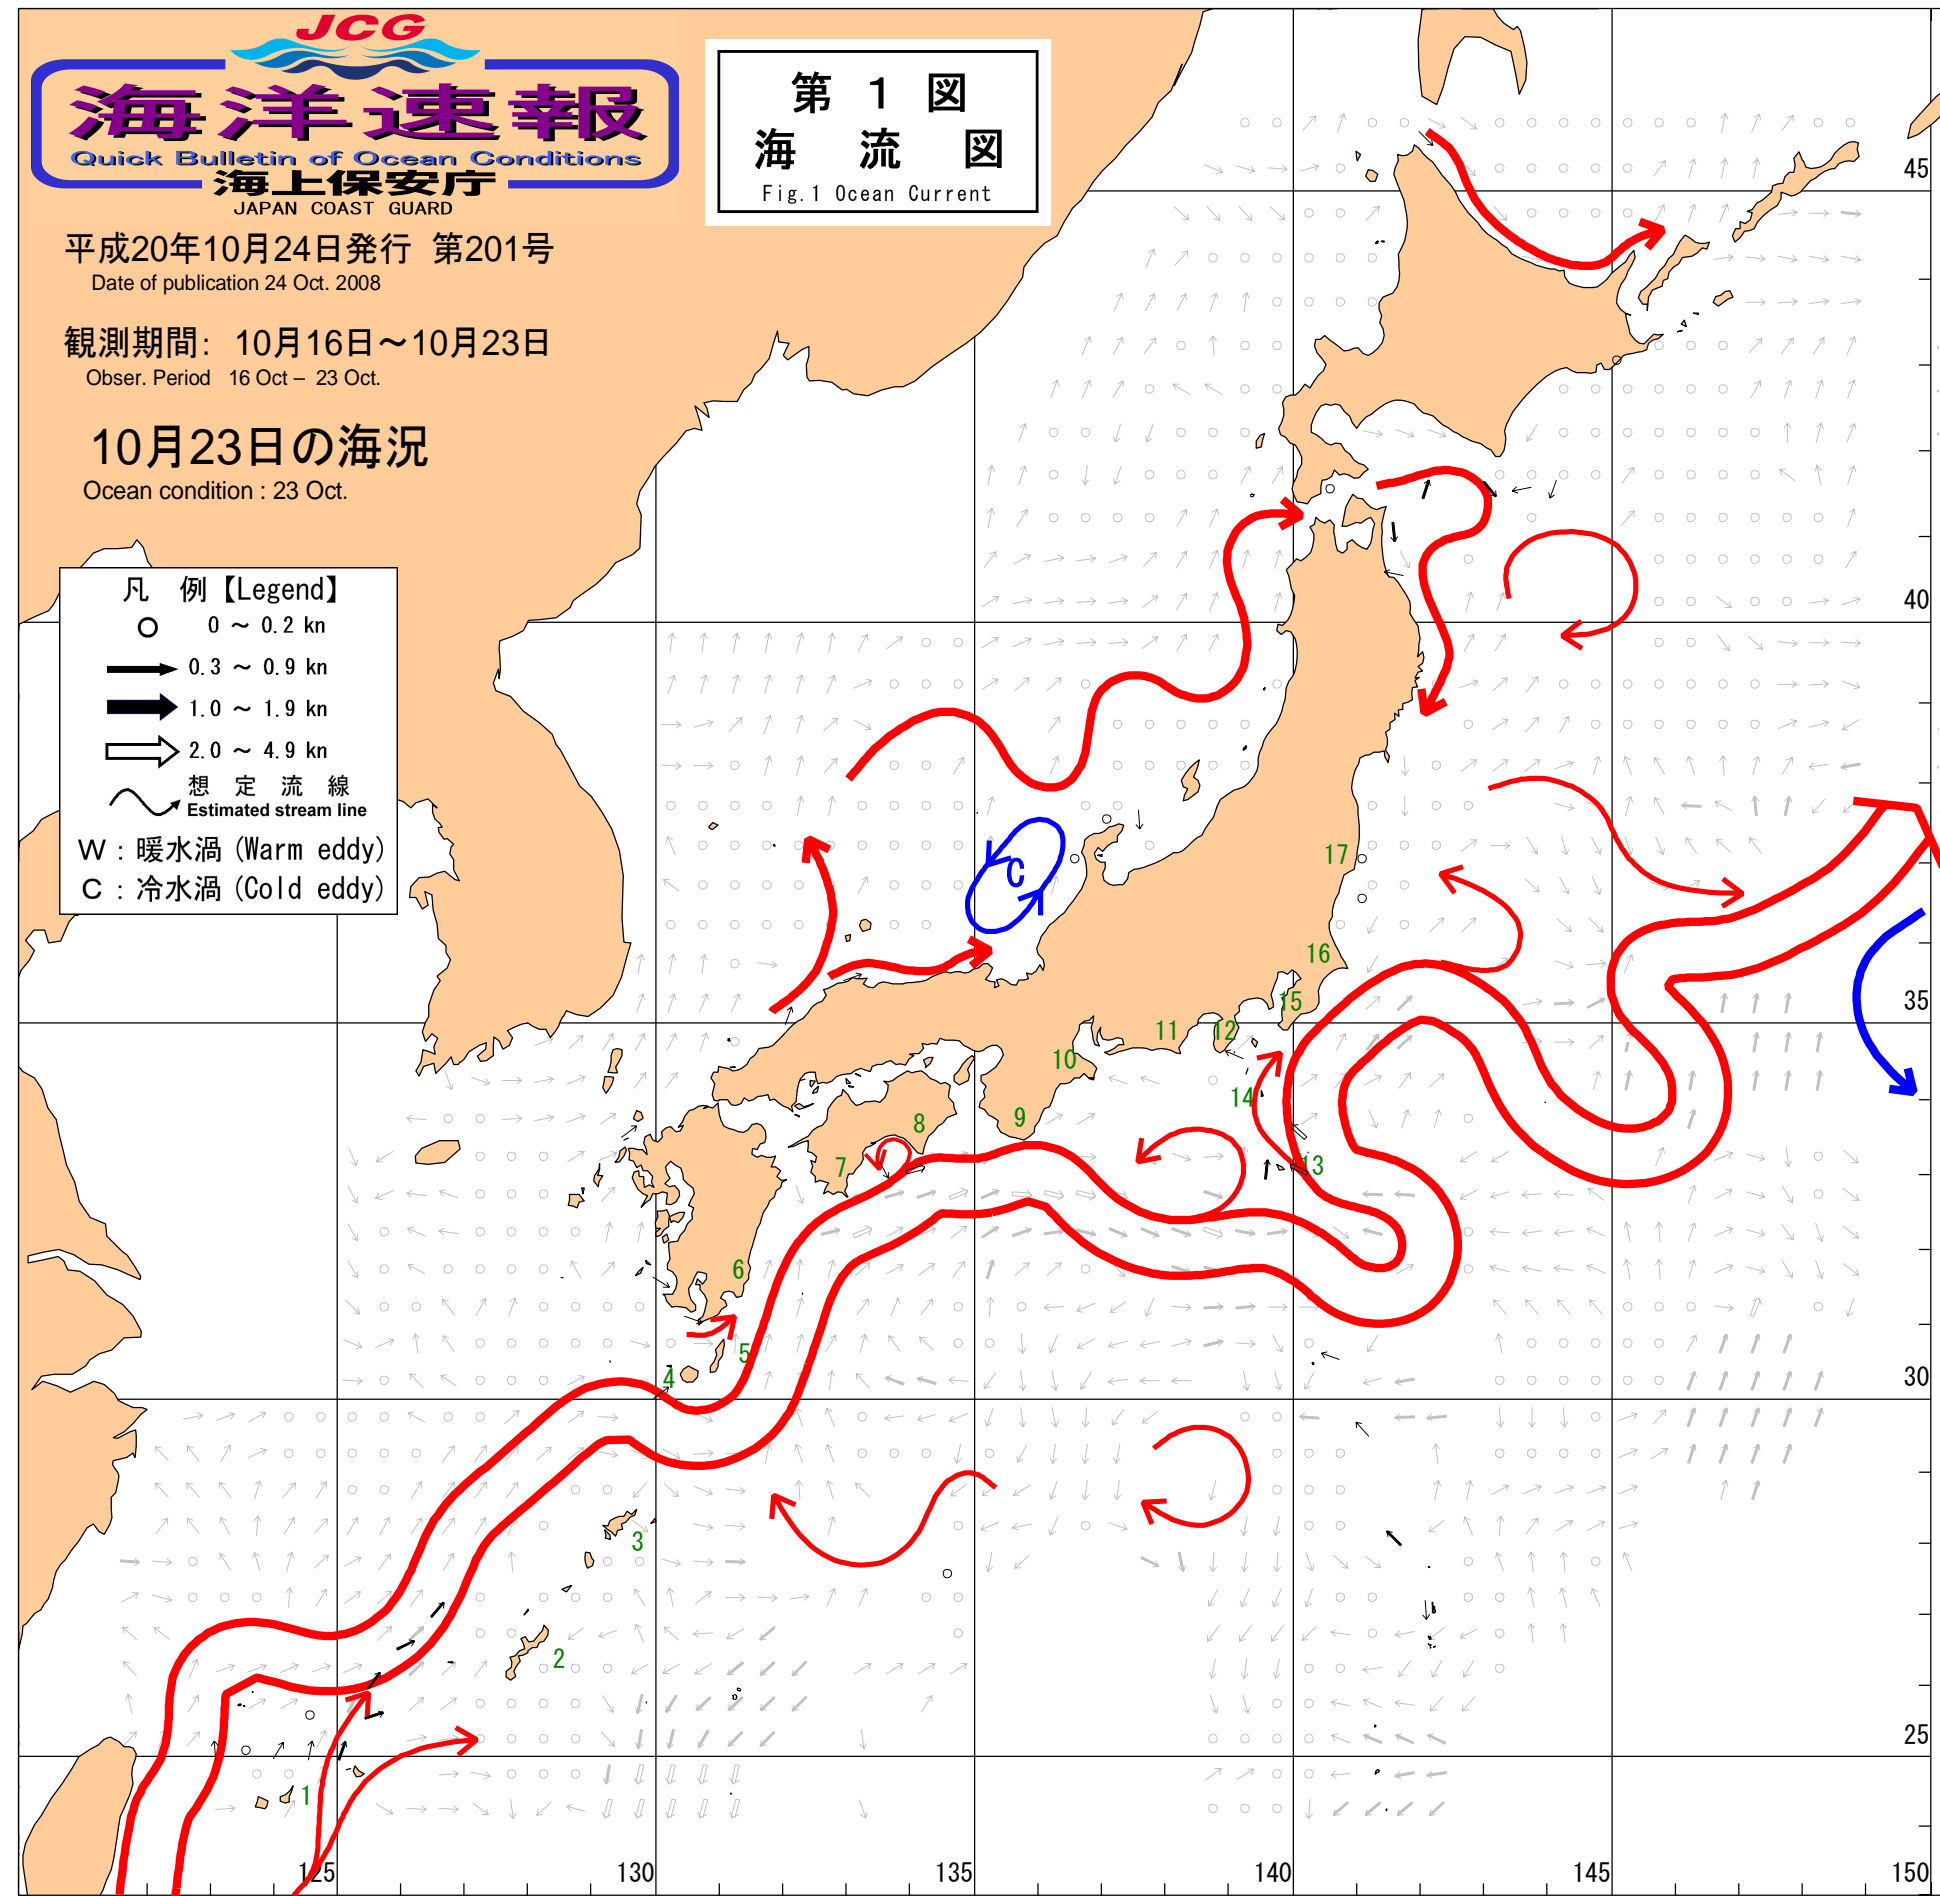 JCG
海洋速報
Quick Bulletin of Ocean Conditions
海上保安庁
JAPAN COAST GUARD
第 1 図
海 流 図
Fig.1 Ocean Current
平成20年10月24日発行 第201号
Date of publication 24 Oct. 2008
観測期間: 10月16日～10月23日
Obser. Period 16 Oct – 23 Oct.
10月23日の海況
Ocean condition : 23 Oct.
凡 例【Legend】
0 ～ 0.2 kn
0.3 ～ 0.9 kn
1.0 ～ 1.9 kn
2.0 ～ 4.9 kn
想 定 流 線
Estimated stream line
W : 暖水渦 (Warm eddy)
C : 冷水渦 (Cold eddy)
45
40
C
17
16
35
15
12
11
10
14
9
8
7
13
6
5
4
30
3
2
25
1
125
130
135
140
145
150